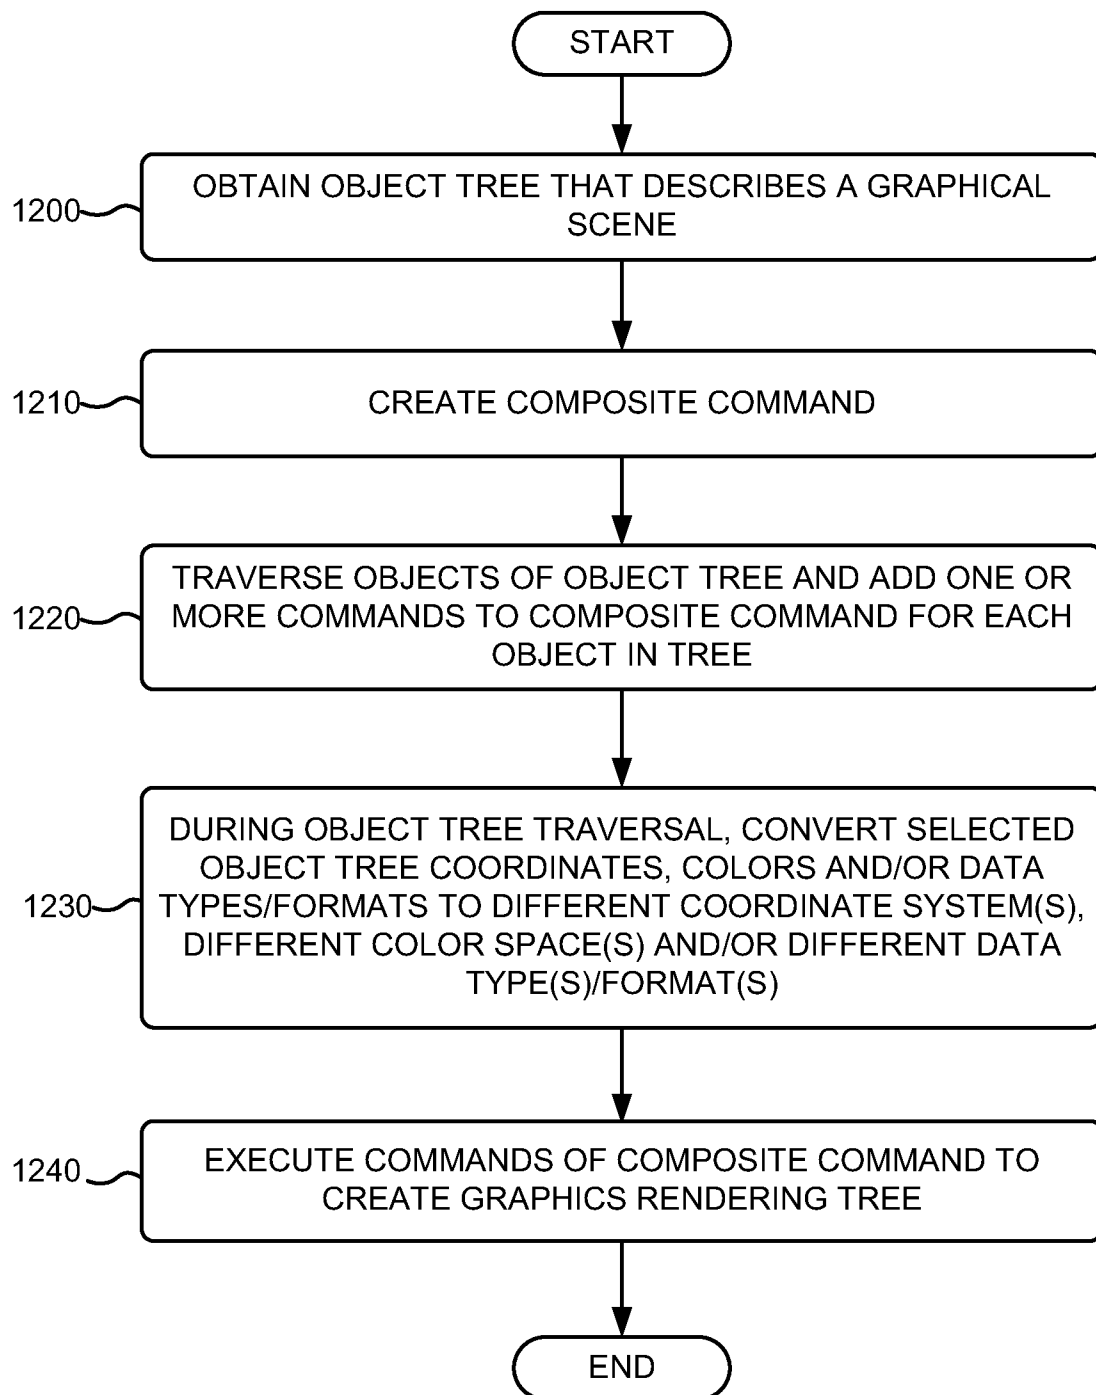 START
OBTAIN OBJECT TREE THAT DESCRIBES A GRAPHICAL
SCENE
1200
CREATE COMPOSITE COMMAND
1210
TRAVERSE OBJECTS OF OBJECT TREE AND ADD ONE OR
MORE COMMANDS TO COMPOSITE COMMAND FOR EACH
OBJECT IN TREE
1220
DURING OBJECT TREE TRAVERSAL, CONVERT SELECTED
OBJECT TREE COORDINATES, COLORS AND/OR DATA
TYPES/FORMATS TO DIFFERENT COORDINATE SYSTEM(S),
DIFFERENT COLOR SPACE(S) AND/OR DIFFERENT DATA
TYPE(S)/FORMAT(S)
1230
EXECUTE COMMANDS OF COMPOSITE COMMAND TO
CREATE GRAPHICS RENDERING TREE
1240
END